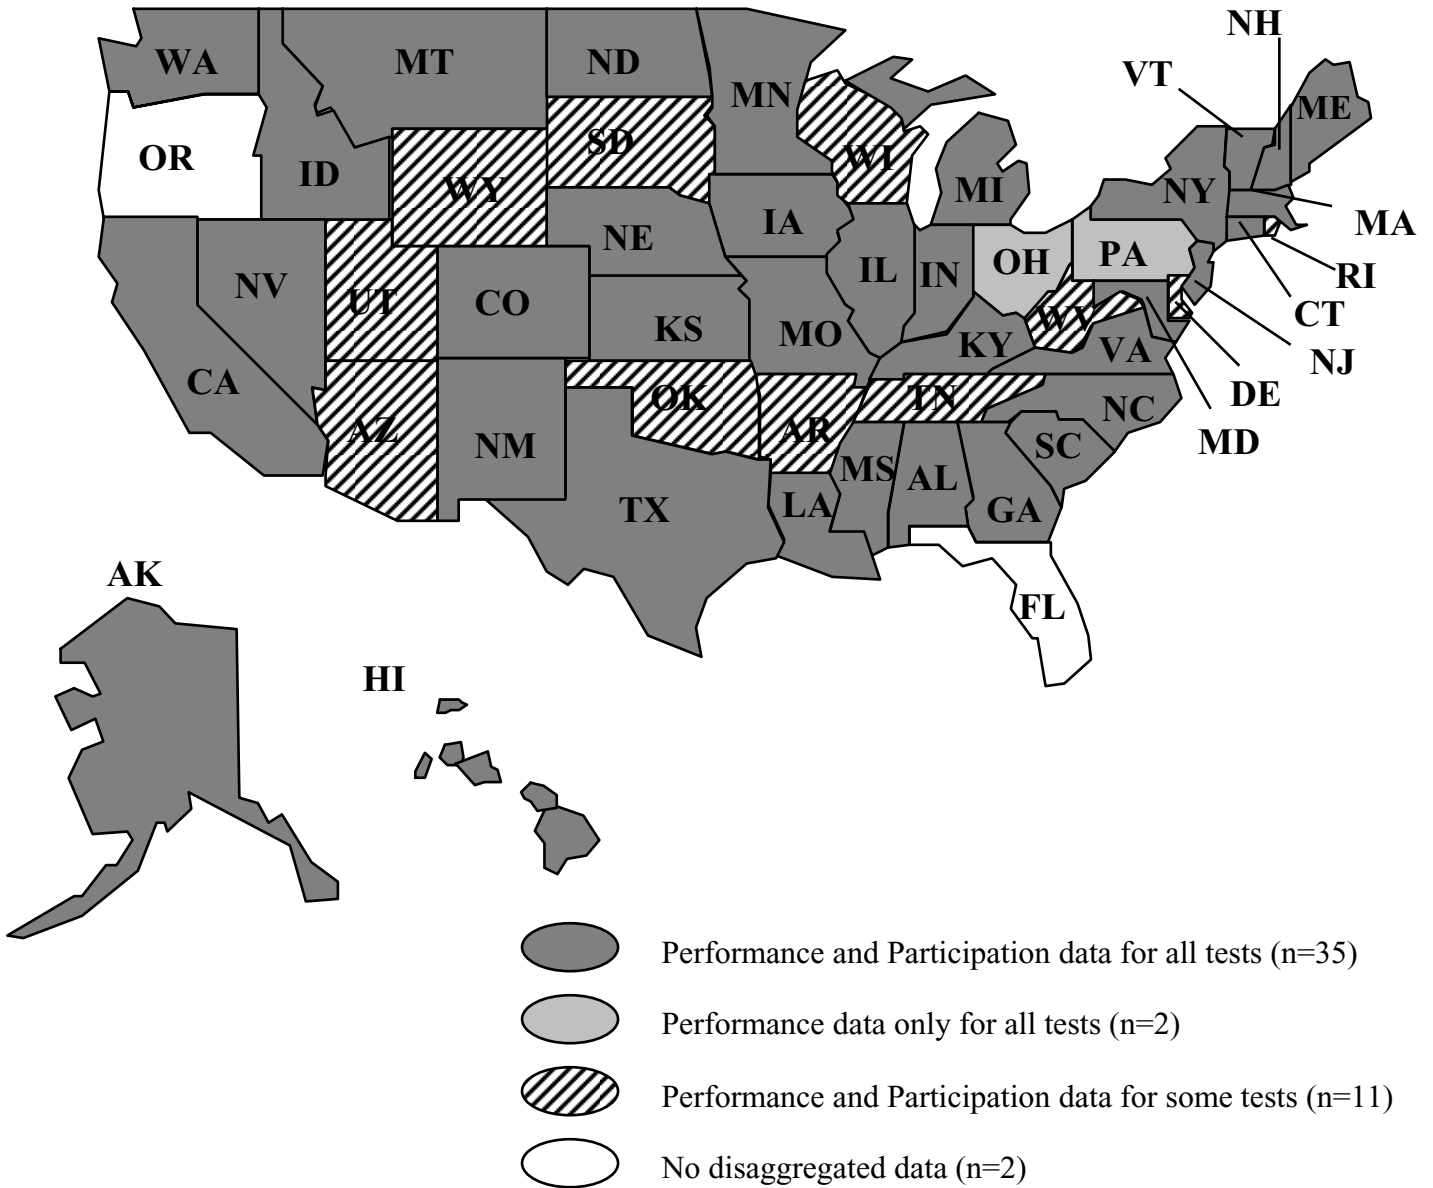 NH
VT
WA
MT
ND
MN
ME
OR
ID
WY
SD
WI
MI
NY
MA
NV
UT
CO
NE
IA
IL
IN
OH
PA
RI
CT
NJ
CA
KS
MO
KY
WV
VA
DE
MD
AZ
NM
OK
AR
TN
NC
SC
TX
LA
MS
AL
GA
FL
AK
HI
Performance and Participation data for all tests (n=35)
Performance data only for all tests (n=2)
Performance and Participation data for some tests (n=11)
No disaggregated data (n=2)